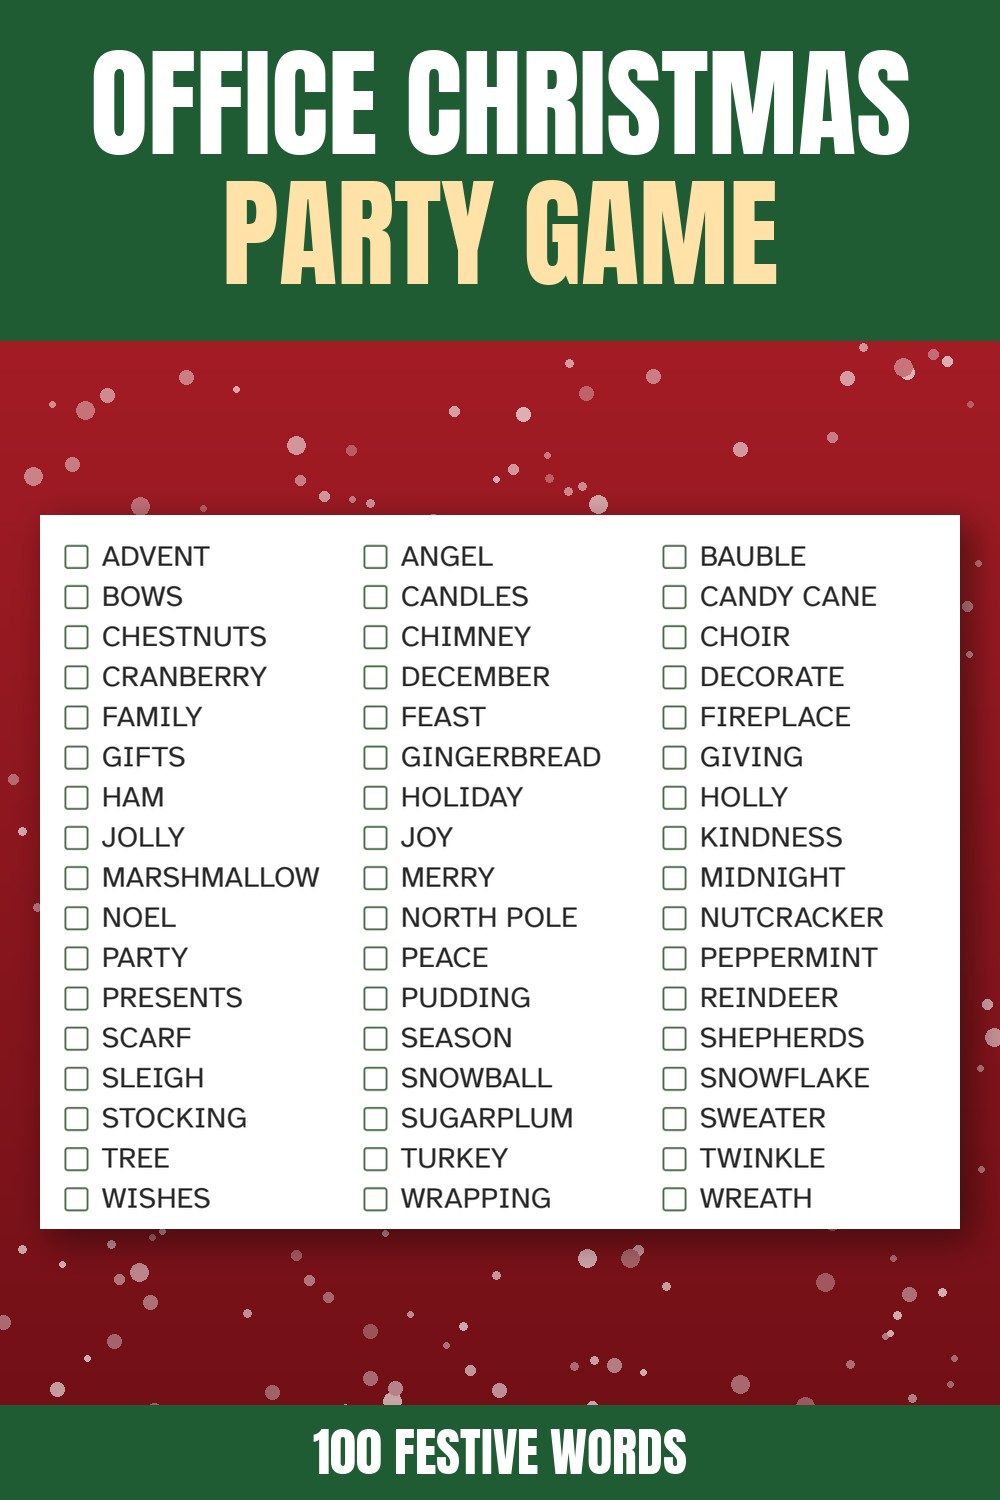 OFFICE CHRISTMAS
PARTY GAME
ADVENT ANGEL BAUBLE
BOWS CANDLES CANDY CANE
CHESTNUTS CHIMNEY CHOIR
CRANBERRY DECEMBER DECORATE
FAMILY FEAST FIREPLACE
GIFTS GINGERBREAD GIVING
HAM HOLIDAY HOLLY
JOLLY JOY KINDNESS
MARSHMALLOW MERRY MIDNIGHT
NOEL NORTH POLE NUTCRACKER
PARTY PEACE PEPPERMINT
PRESENTS PUDDING REINDEER
SCARF SEASON SHEPHERDS
SLEIGH SNOWBALL SNOWFLAKE
STOCKING SUGARPLUM SWEATER
TREE TURKEY TWINKLE
WISHES WRAPPING WREATH
100 FESTIVE WORDS